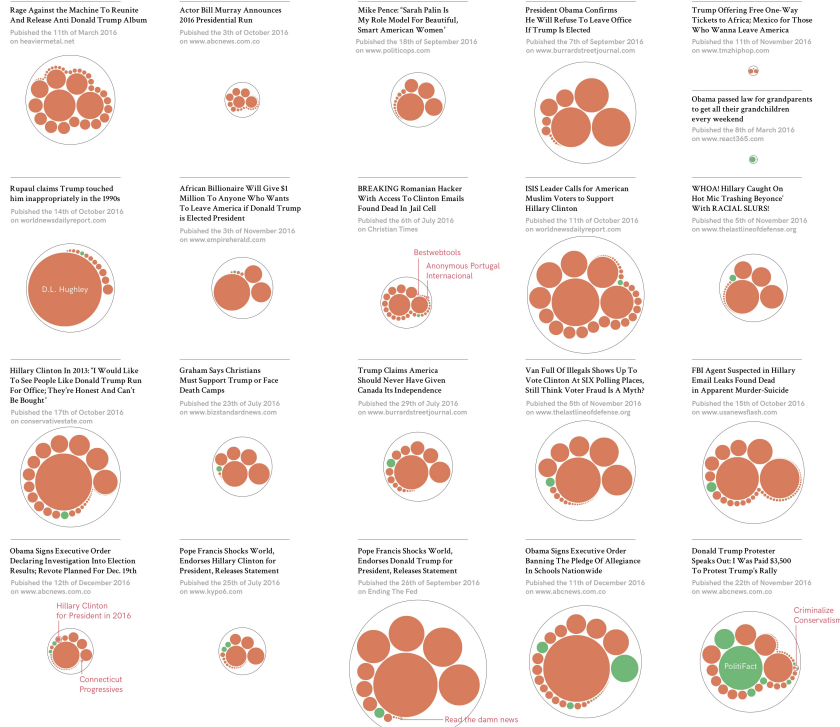 Rage Against the Machine To Reunite
And Release Anti Donald Trump Album
Pubished the 11th of March 2016
on heaviermetal.net
Actor Bill Murray Announces
2016 Presidential Run
Pubished the 3th of October 2016
on www.abcnews.com.co
Mike Pence: "Sarah Palin Is
My Role Model For Beautiful,
Smart American Women"
Pubished the 18th of September 2016
on www.politicops.com
President Obama Confirms
He Will Refuse To Leave Office
If Trump Is Elected
Pubished the 7th of September 2016
on www.burrardstreetjournal.com
Trump Offering Free One-Way
Tickets to Africa; Mexico for Those
Who Wanna Leave America
Pubished the 11th of November 2016
on www.tmzhiphop.com
Obama passed law for grandparents
to get all their grandchildren
every weekend
Pubished the 8th of March 2016
on www.react365.com
Rupaul claims Trump touched
him inappropriately in the 1990s
Pubished the 14th of October 2016
on worldnewsdailyreport.com
D.L. Hughley
African Billionaire Will Give $1
Million To Anyone Who Wants
To Leave America if Donald Trump
is Elected President
Pubished the 3th of November 2016
on www.empireherald.com
BREAKING Romanian Hacker
With Access To Clinton Emails
Found Dead In Jail Cell
Pubished the 6th of July 2016
on Christian Times
Bestwebtools
Anonymous Portugal
Internacional
ISIS Leader Calls for American
Muslim Voters to Support
Hillary Clinton
Pubished the 11th of October 2016
on worldnewsdailyreport.com
WHOA! Hillary Caught On
Hot Mic Trashing Beyonce'
With RACIAL SLURS!
Pubished the 5th of November 2016
on www.thelastlineofdefense.org
Hillary Clinton In 2013: "I Would Like
To See People Like Donald Trump Run
For Office; They're Honest And Can't
Be Bought"
Pubished the 17th of October 2016
on conservativestate.com
Graham Says Christians
Must Support Trump or Face
Death Camps
Pubished the 23th of July 2016
on www.bizstandardnews.com
Trump Claims America
Should Never Have Given
Canada Its Independence
Pubished the 29th of July 2016
on www.burrardstreetjournal.com
Van Full Of Illegals Shows Up To
Vote Clinton At SIX Polling Places,
Still Think Voter Fraud Is A Myth?
Pubished the 5th of November 2016
on www.thelastlineofdefense.org
FBI Agent Suspected in Hillary
Email Leaks Found Dead
in Apparent Murder-Suicide
Pubished the 15th of October 2016
on www.usanewsflash.com
Obama Signs Executive Order
Declaring Investigation Into Election
Results; Revote Planned For Dec. 19th
Pubished the 12th of December 2016
on www.abcnews.com.co
Hillary Clinton
for President in 2016
Connecticut
Progressives
Pope Francis Shocks World,
Endorses Hillary Clinton for
President, Releases Statement
Pubished the 25th of July 2016
on www.kypo6.com
Pope Francis Shocks World,
Endorses Donald Trump for
President, Releases Statement
Pubished the 26th of September 2016
on Ending The Fed
Read the damn news
Obama Signs Executive Order
Banning The Pledge Of Allegiance
In Schools Nationwide
Pubished the 11th of December 2016
on www.abcnews.com.co
Donald Trump Protester
Speaks Out: I Was Paid $3,500
To Protest Trump's Rally
Pubished the 22th of November 2016
on www.abcnews.com.co
Criminalize
Conservatism
PolitiFact